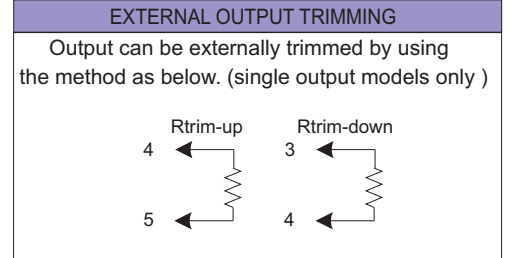 EXTERNAL OUTPUT TRIMMING
Output can be externally trimmed by using
the method as below. (single output models only )
Rtrim-up Rtrim-down
4 3
5 4